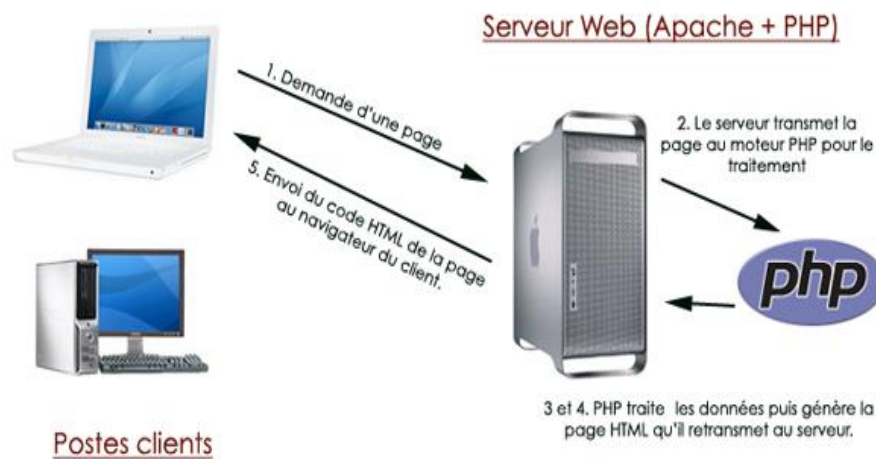 Serveur Web (Apache + PHP)
1. Demande d'une page
2. Le serveur transmet la
page au moteur PHP pour le
traitement
5. Envoi du code HTML de la page
au navigateur du client.
php
3 et 4. PHP traite les données puis génère la
page HTML qu'il retransmet au serveur.
Postes clients